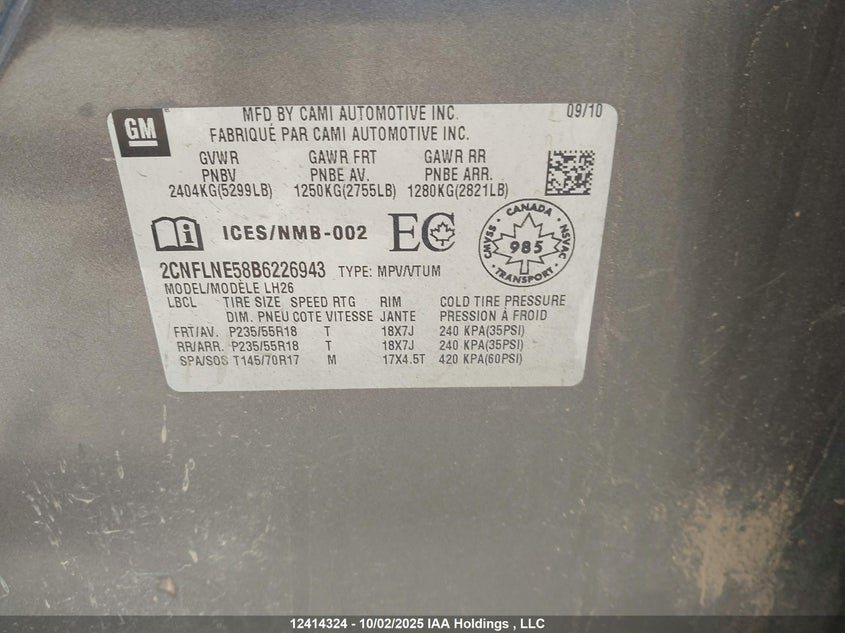 GM
MFD BY CAMI AUTOMOTIVE INC. 09/10
FABRIQUÉ PAR CAMI AUTOMOTIVE INC.
GVWR GAWR FRT GAWR RR
PNBV PNBE AV. PNBE ARR.
2404KG(5299LB) 1250KG(2755LB) 1280KG(2821LB)
ICES/NMB-002 EC
CANADA
CMVSS 985 NSVAC
TRANSPORT
2CNFLNE58B6226943 TYPE: MPV/VTUM
MODEL/MODÈLE LH26
LBCL TIRE SIZE SPEED RTG RIM COLD TIRE PRESSURE
DIM. PNEU COTE VITESSE JANTE PRESSION À FROID
FRT/AV. P235/55R18 T 18X7J 240 KPA(35PSI)
RR/ARR. P235/55R18 T 18X7J 240 KPA(35PSI)
SPA/SOS T145/70R17 M 17X4.5T 420 KPA(60PSI)
12414324 - 10/02/2025 IAA Holdings , LLC